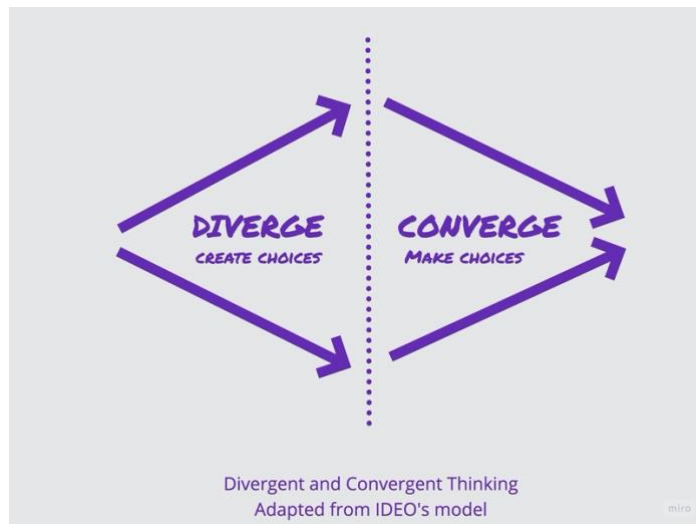 DIVERGE
CREATE CHOICES
CONVERGE
MAKE CHOICES
Divergent and Convergent Thinking
Adapted from IDEO's model
miro